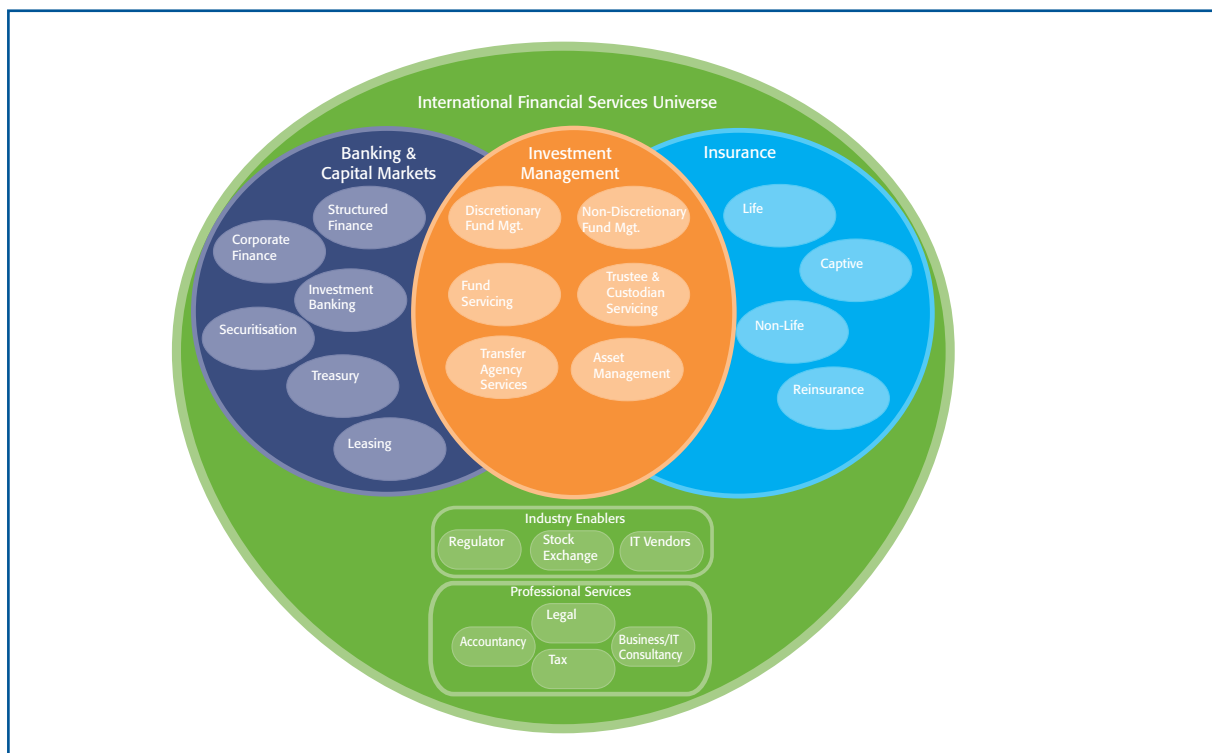 International Financial Services Universe
Banking &
Capital Markets
Structured
Finance
Corporate
Finance
Investment
Banking
Securitisation
Treasury
Leasing
Investment
Management
Discretionary
Fund Mgt.
Non-Discretionary
Fund Mgt.
Fund
Servicing
Trustee &
Custodian
Servicing
Transfer
Agency
Services
Asset
Management
Insurance
Life
Captive
Non-Life
Reinsurance
Industry Enablers
Regulator
Stock
Exchange
IT Vendors
Professional Services
Legal
Accountancy
Business/IT
Consultancy
Tax